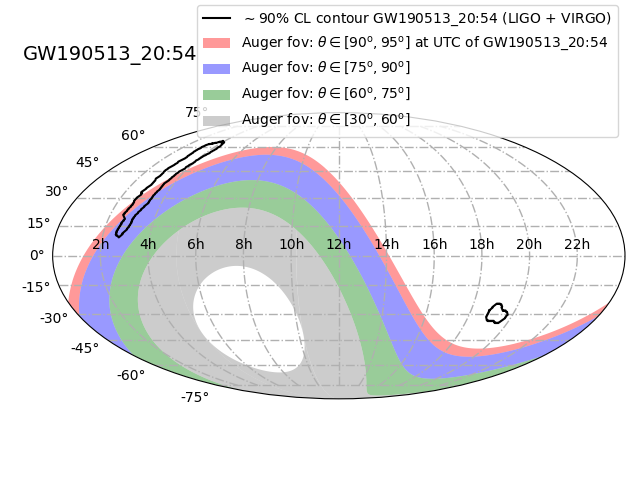 GW190513_20:54
~ 90% CL contour GW190513_20:54 (LIGO + VIRGO)
Auger fov: θ ∈ [90°, 95°] at UTC of GW190513_20:54
Auger fov: θ ∈ [75°, 90°]
Auger fov: θ ∈ [60°, 75°]
Auger fov: θ ∈ [30°, 60°]
75°
60°
45°
30°
15°
0°
2h 4h 6h 8h 10h 12h 14h 16h 18h 20h 22h
-15°
-30°
-45°
-60°
-75°